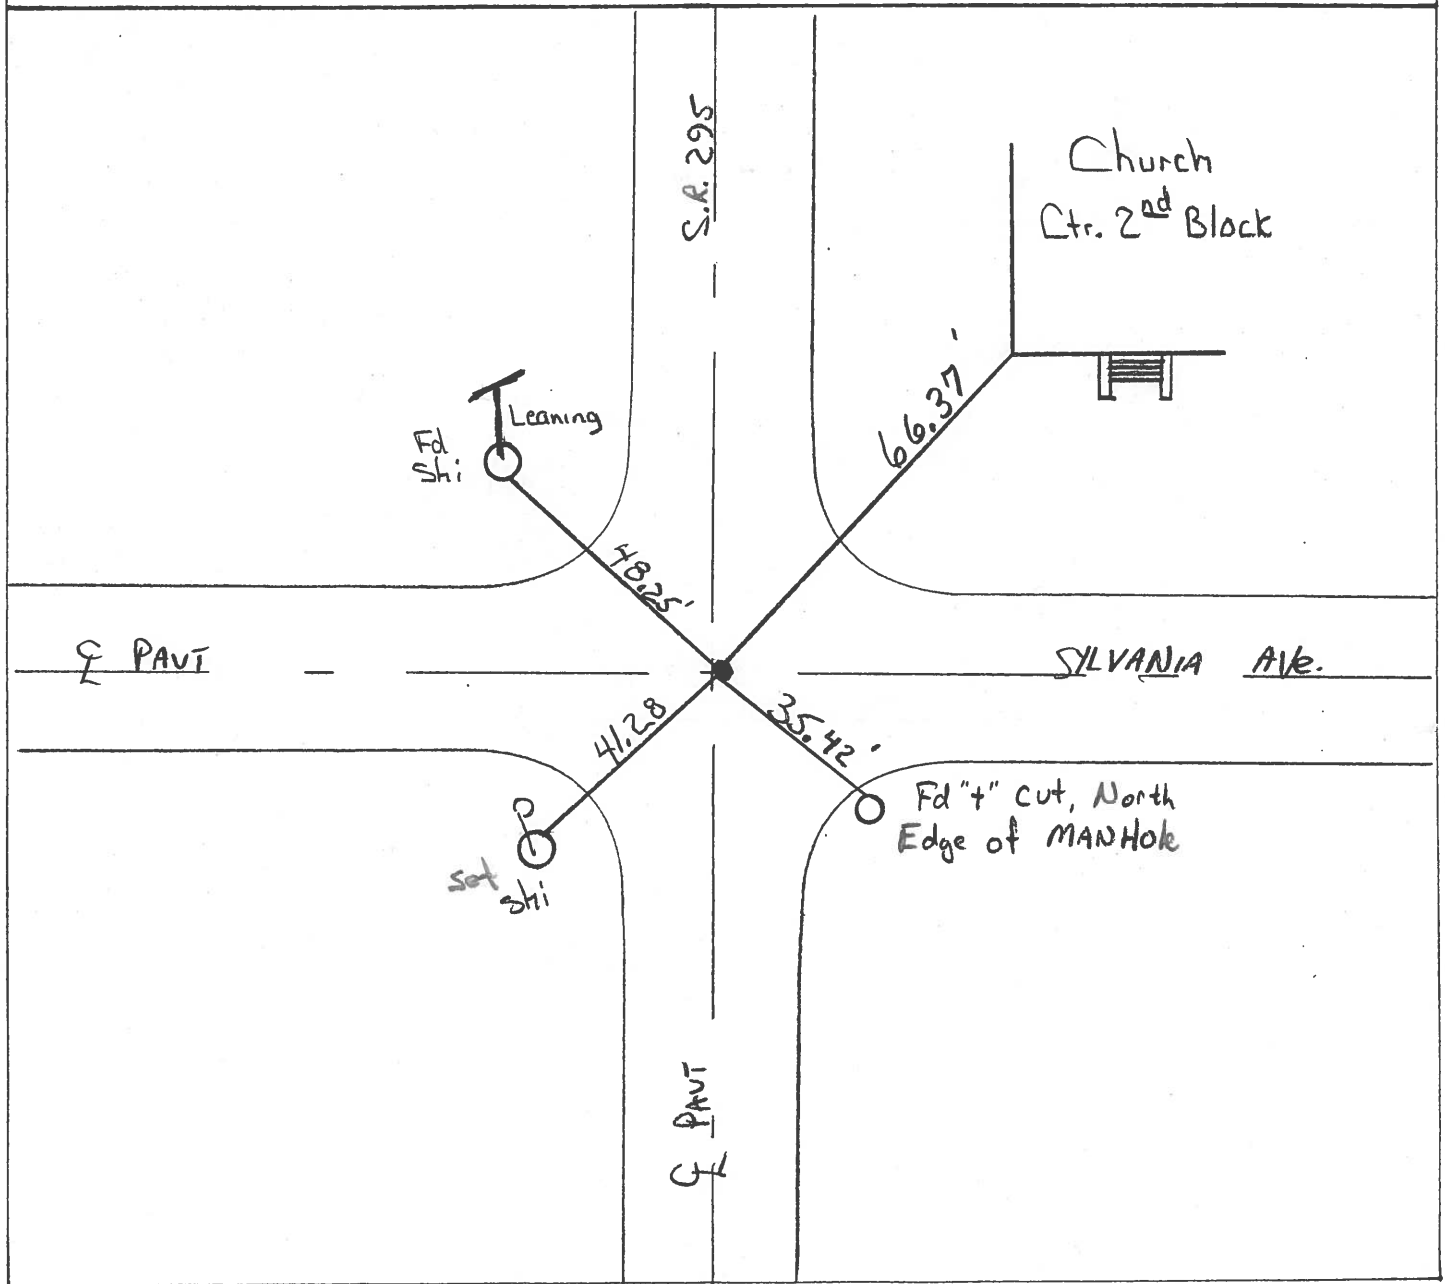 S.R. 295
Church
Ctr. 2nd Block
66.37'
Leaning
Fd
Shi
48.25'
℄ PAVT
SYLVANIA AVE.
41.28
35.42'
Fd "+" cut, North
Edge of MANHOle
set
shi
℄ PAVT